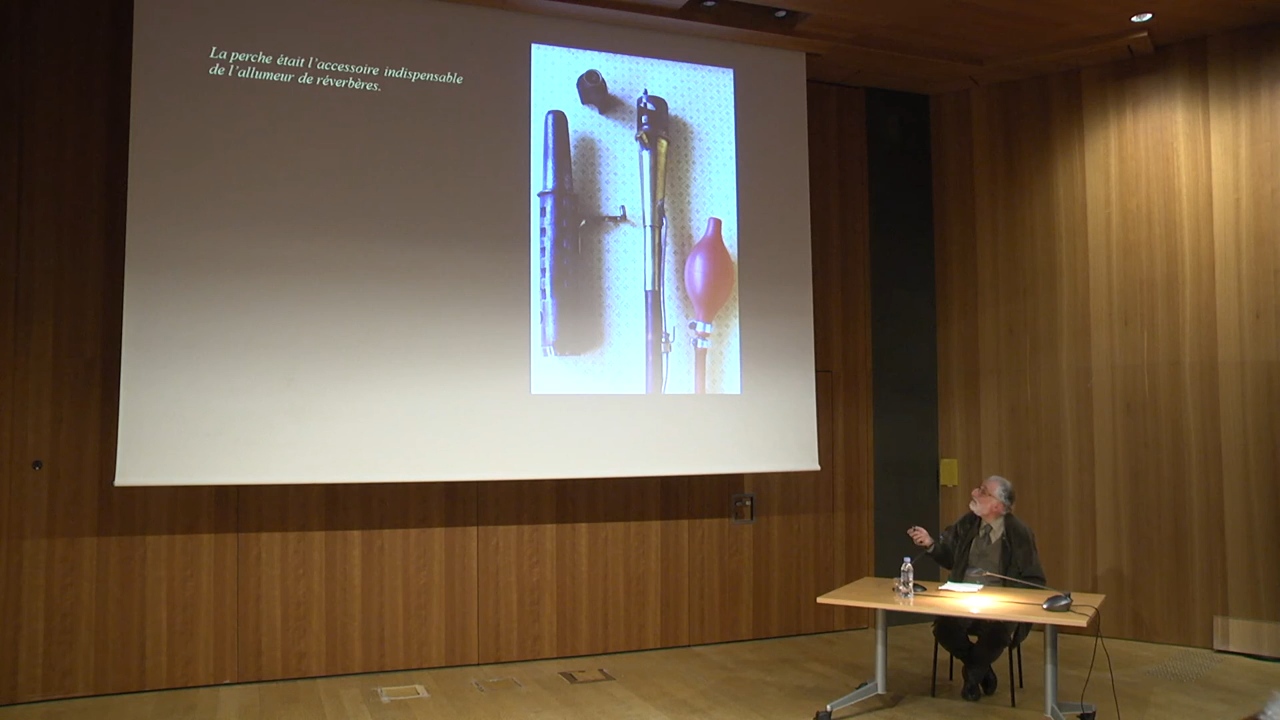 La perche était l'accessoire indispensable
de l'allumeur de réverbères.